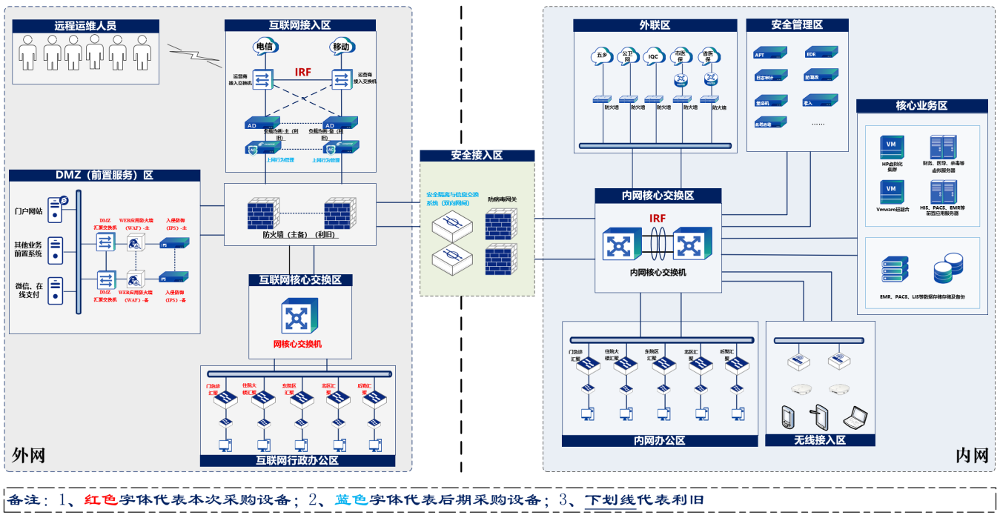 远程运维人员
互联网接入区
电信
移动
运营商
接入交换机
IRF
运营商
接入交换机
AD
AD
负载均衡-主（利
旧）
负载均衡-备（利
旧）
AC
AC
上网行为管理
上网行为管理
DMZ（前置服务）区
门户网站
其他业务
前置系统
微信、在
线支付
DMZ
汇聚交换机
WEB应用防火墙
（WAF）-主
入侵防御
（IPS）-主
IPS
IPS
DMZ
汇聚交换机
WEB应用防火墙
（WAF）-备
入侵防御
（IPS）-备
防火墙（主备）（利旧）
互联网核心交换区
网核心交换机
门急诊
汇聚
住院大
楼汇聚
东院区
汇聚
北区汇
聚
后勤汇
聚
互联网行政办公区
外网
安全接入区
安全隔离与信息交换
系统（双向网闸）
防病毒网关
外联区
五乡
公卫
网
IQC
市医
保
省医
保
防火墙
防火墙
防火墙
防火墙
防火墙
安全管理区
APT
EDR
日志审计
防篡改
堡垒机
准入
……
核心业务区
VM
HP虚拟化
集群
财务、医导、杀毒等
虚拟服务器
VM
Vmware超融合
HIS、PACS、EMR等
前置应用服务器
EMR、PACS、LIS等数据存储存储及备份
内网核心交换区
IRF
内网核心交换机
门急诊
汇聚
住院大
楼汇聚
东院区
汇聚
北区汇
聚
后勤汇
聚
内网办公区
无线接入区
内网
备注：1、红色字体代表本次采购设备；2、蓝色字体代表后期采购设备；3、下划线代表利旧